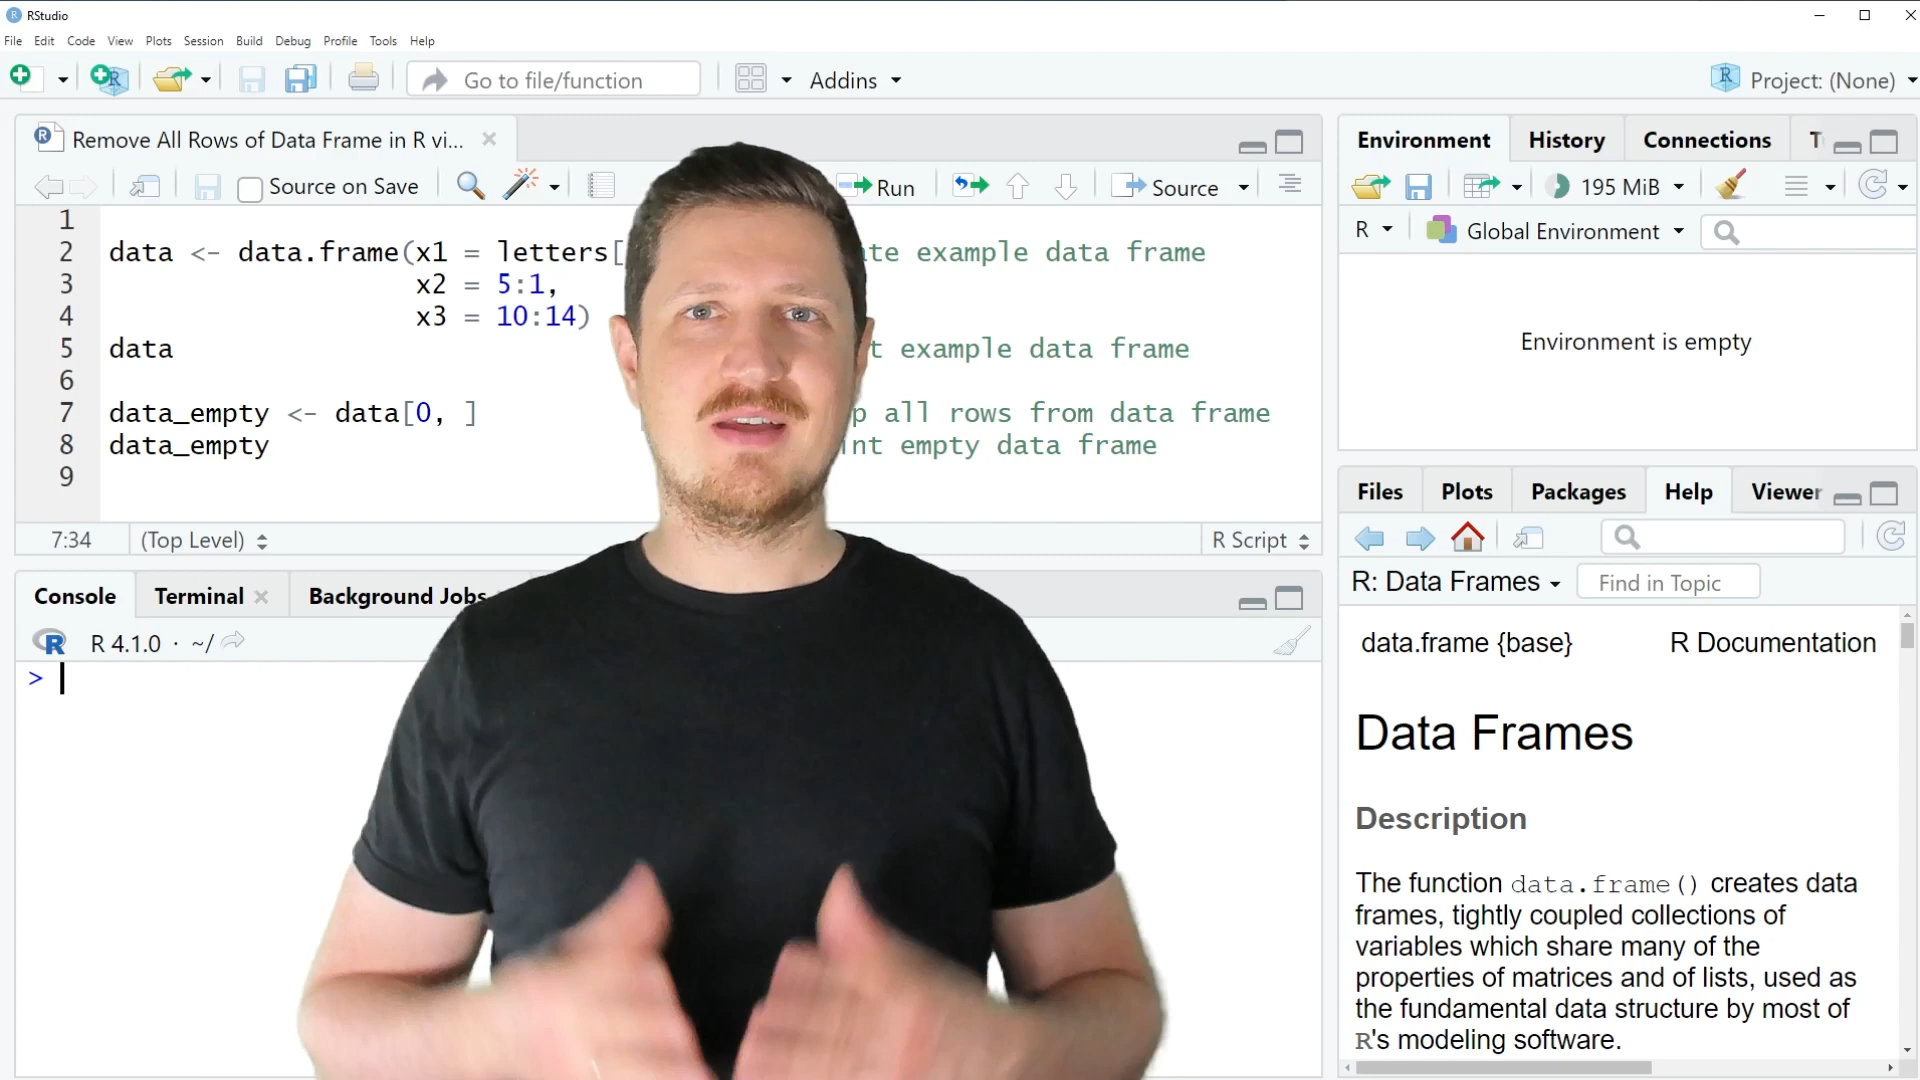 RStudio
File Edit Code View Plots Session Build Debug Profile Tools Help
Go to file/function Addins Project: (None)
Remove All Rows of Data Frame in R vi...
Source on Save Run Source
1
2 data <- data.frame(x1 = letters[ example data frame
3 x2 = 5:1,
4 x3 = 10:14)
5 data example data frame
6
7 data_empty <- data[0, ] all rows from data frame
8 data_empty empty data frame
9
7:34 (Top Level) R Script
Console Terminal Background Jobs
R 4.1.0 · ~/
>
Environment History Connections
195 MiB
R Global Environment
Environment is empty
Files Plots Packages Help Viewer
R: Data Frames Find in Topic
data.frame {base} R Documentation
Data Frames
Description
The function data.frame() creates data
frames, tightly coupled collections of
variables which share many of the
properties of matrices and of lists, used as
the fundamental data structure by most of
R's modeling software.